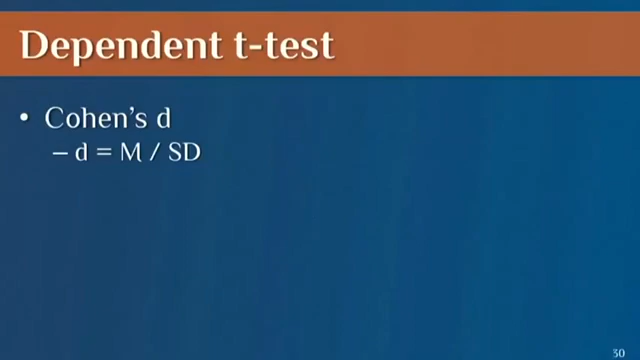 Dependent t-test
• Cohen's d
– d = M / SD
30